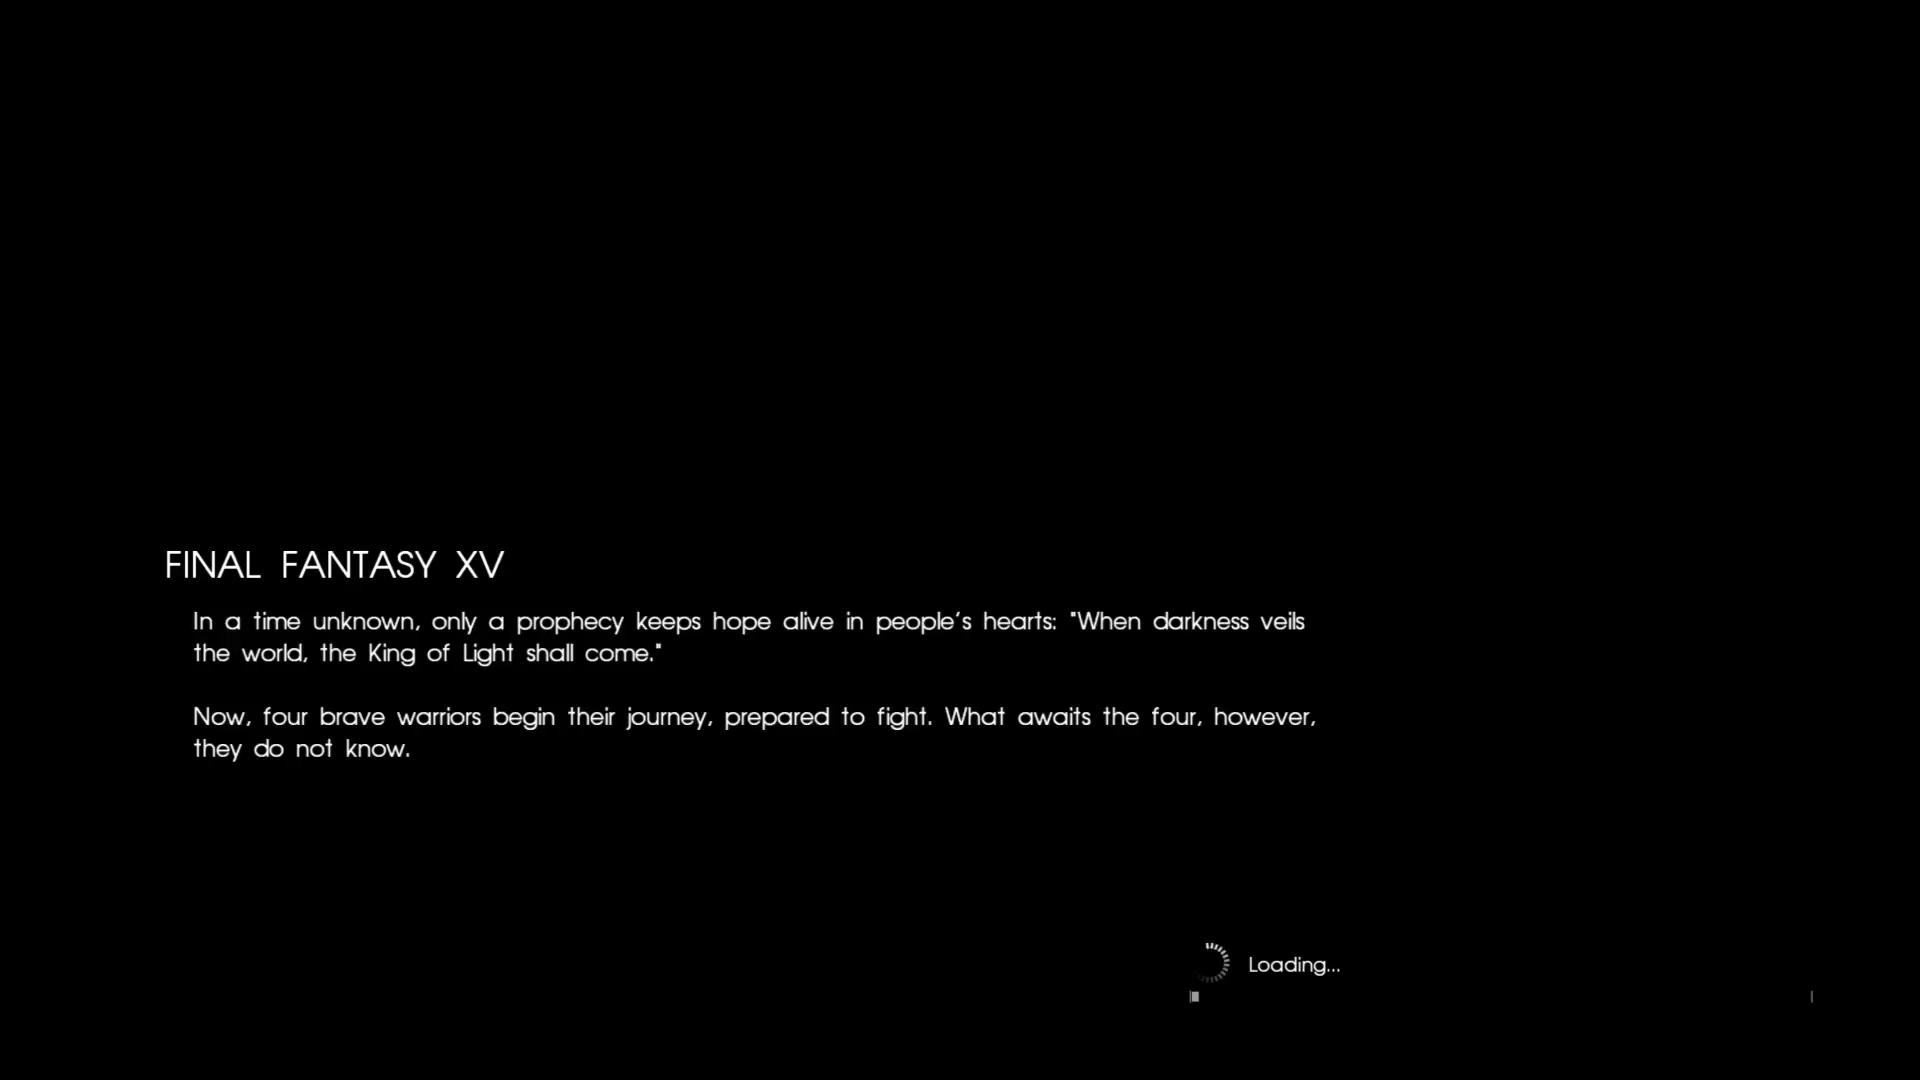 FINAL FANTASY XV
In a time unknown, only a prophecy keeps hope alive in people's hearts: "When darkness veils
the world, the King of Light shall come."
Now, four brave warriors begin their journey, prepared to fight. What awaits the four, however,
they do not know.
Loading...